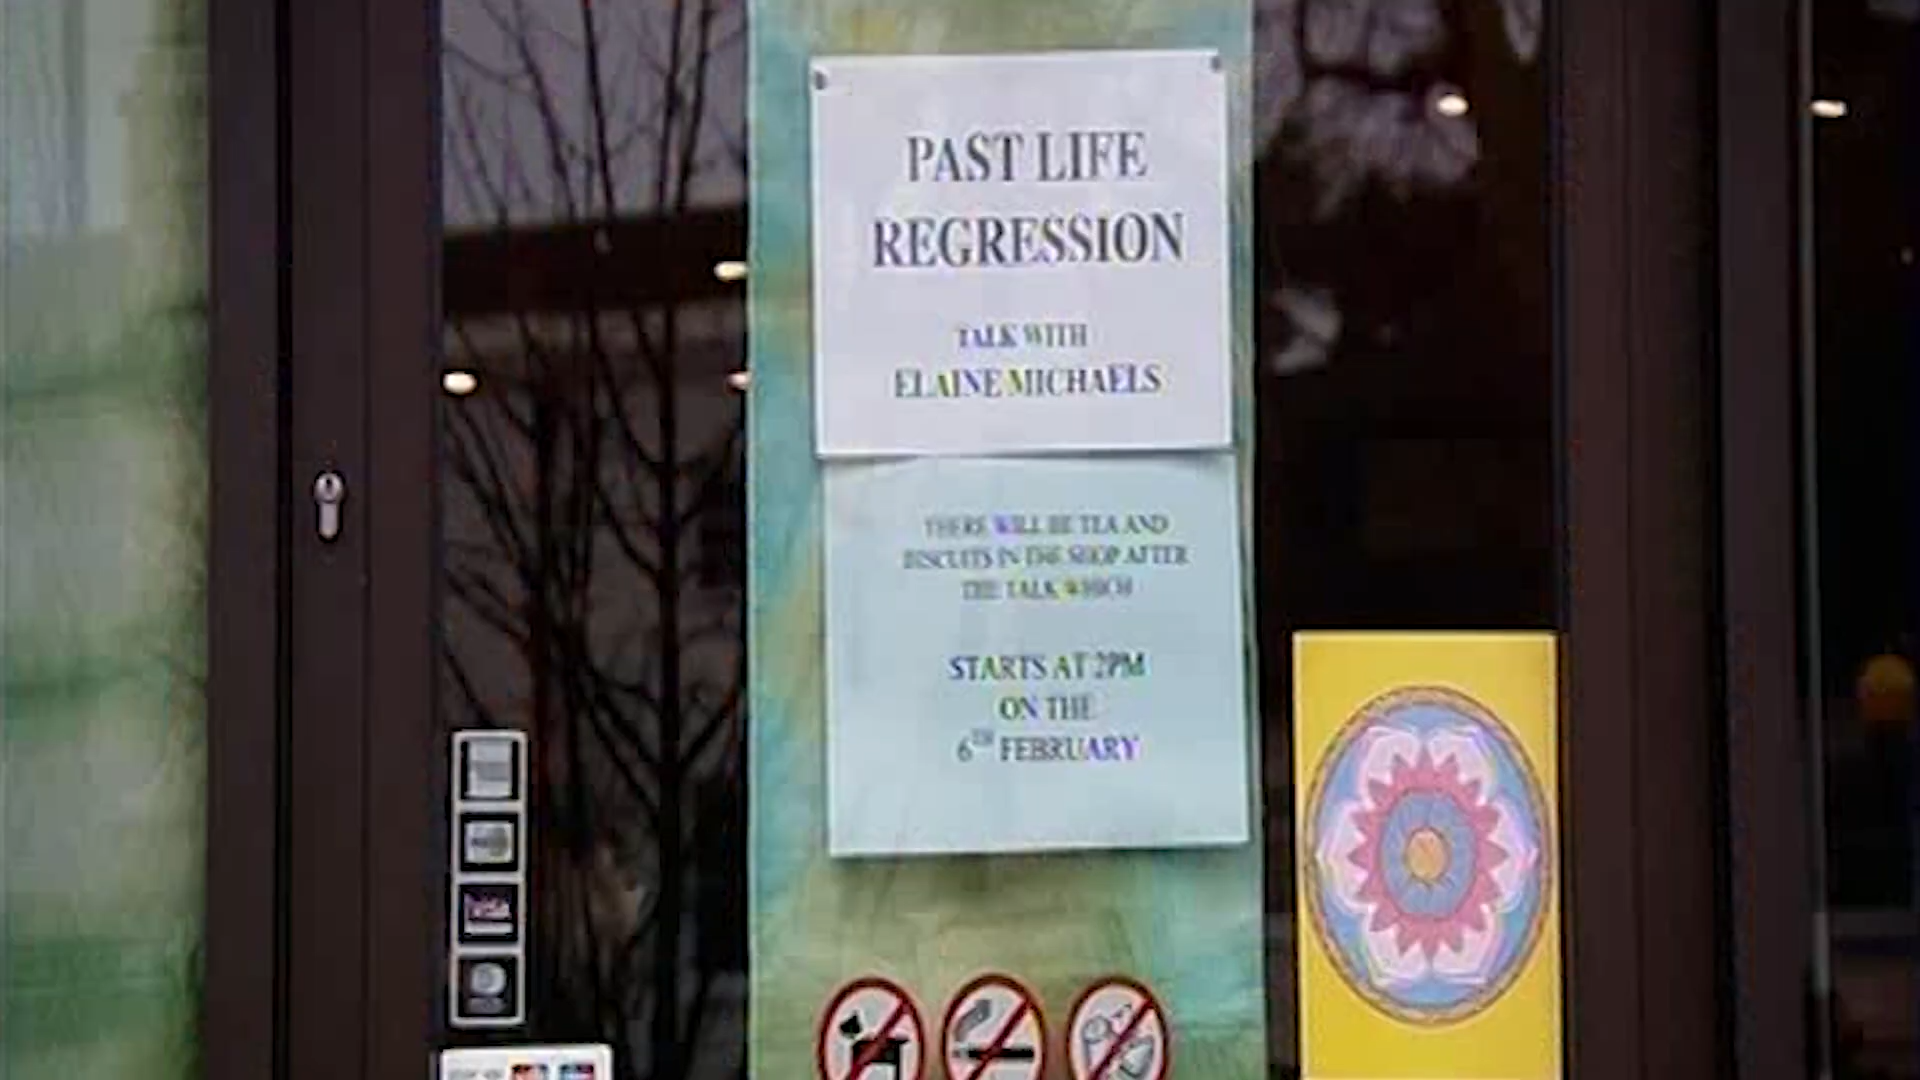 PAST LIFE
REGRESSION
TALK WITH
ELAINE MICHAELS
THERE WILL BE TEA AND
BISCUITS IN THE SHOP AFTER
THE TALK WHICH
STARTS AT 2PM
ON THE
6TH FEBRUARY
VISA